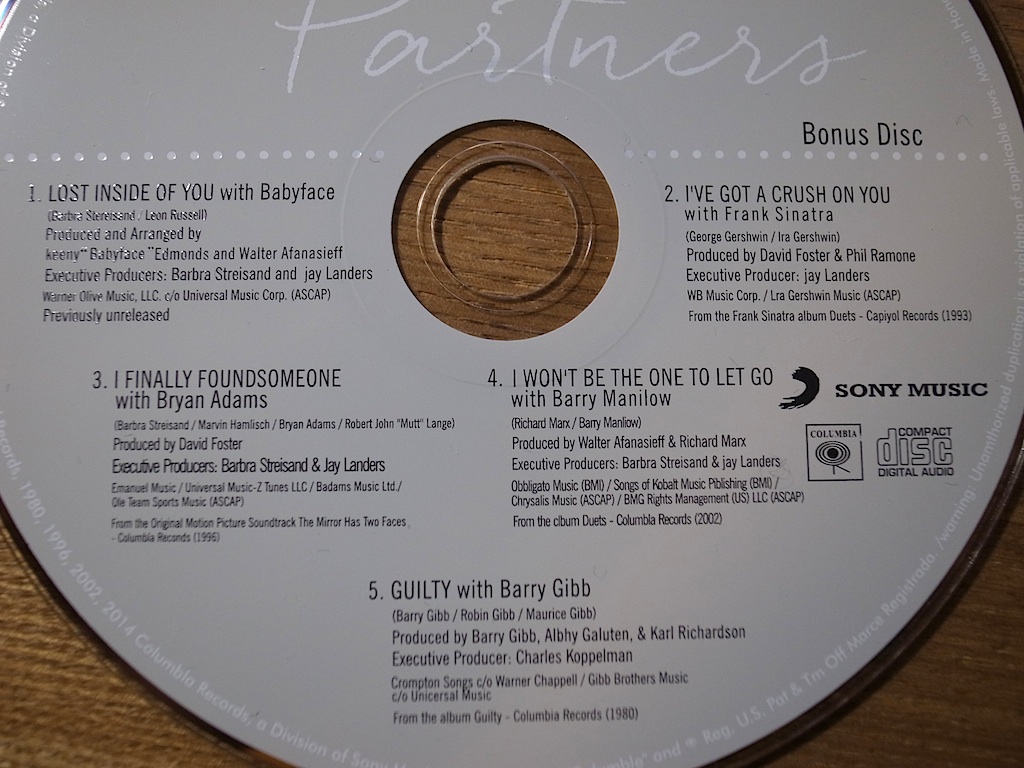 Partners
Bonus Disc
1. LOST INSIDE OF YOU with Babyface
(Barbra Stereisand / Leon Russell)
Produced and Arranged by
keeny" Babyface "Edmonds and Walter Afanasieff
Executive Producers: Barbra Streisand and jay Landers
Warner Olive Music, LLC. c/o Universal Music Corp. (ASCAP)
Previously unreleased
2. I'VE GOT A CRUSH ON YOU
with Frank Sinatra
(George Gershwin / Ira Gershwin)
Produced by David Foster & Phil Ramone
Executive Producer: jay Landers
WB Music Corp. / Lra Gershwin Music (ASCAP)
From the Frank Sinatra album Duets - Capiyol Records (1993)
3. I FINALLY FOUNDSOMEONE
with Bryan Adams
(Barbra Streisand / Marvin Hamlisch / Bryan Adams / Robert John "Mutt" Lange)
Produced by David Foster
Executive Producers: Barbra Streisand & Jay Landers
Emanuel Music / Universal Music-Z Tunes LLC / Badams Music Ltd./
Ole Team Sports Music (ASCAP)
From the Original Motion Picture Soundtrack The Mirror Has Two Faces
- Columbia Records (1996)
4. I WON'T BE THE ONE TO LET GO
with Barry Manilow
(Richard Marx / Barry Manliow)
Produced by Walter Afanasieff & Richard Marx
Executive Producers: Barbra Streisand & jay Landers
Obbligato Music (BMI) / Songs of Kobalt Music Plblishing (BMI) /
Chrysalis Music (ASCAP) / BMG Rights Management (US) LLC (ASCAP)
From the clbum Duets - Columbia Records (2002)
SONY MUSIC
COLUMBIA
COMPACT
disc
DIGITAL AUDIO
5. GUILTY with Barry Gibb
(Barry Gibb / Robin Gibb / Maurice Gibb)
Produced by Barry Gibb, Albhy Galuten, & Karl Richardson
Executive Producer: Charles Koppelman
Crompton Songs c/o Warner Chappell / Gibb Brothers Music
c/o Unicersal Music
From the album Guilty - Columbia Records (1980)
Records, 1980, 1996, 2002, 2014 Columbia Records, a Division of Sony
and ® Reg. U.S. Pat & Tm Off Marce Registrado. /warning: Unanthorized duplication is a violation of applicable laws. Made in
a Division